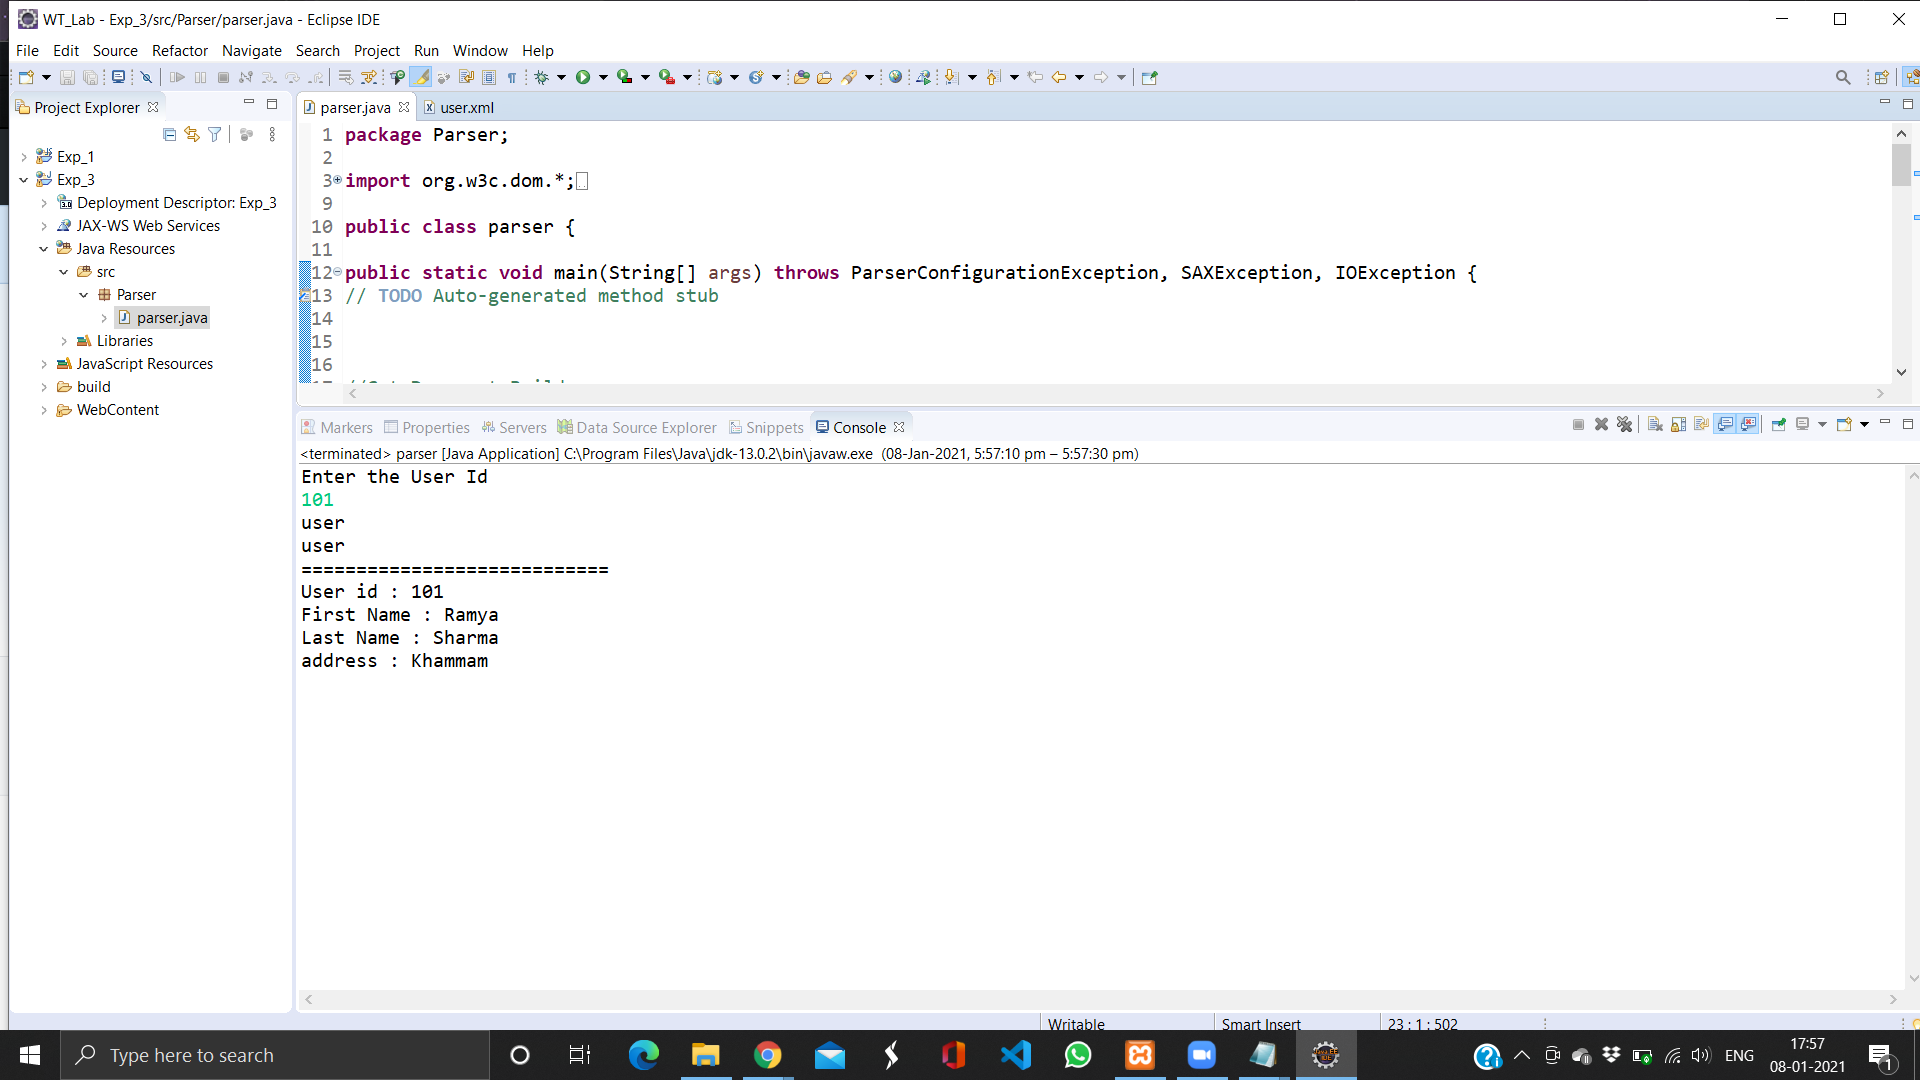 WT_Lab - Exp_3/src/Parser/parser.java - Eclipse IDE
File Edit Source Refactor Navigate Search Project Run Window Help
Project Explorer
parser.java
user.xml
Exp_1
Exp_3
Deployment Descriptor: Exp_3
JAX-WS Web Services
Java Resources
src
Parser
parser.java
Libraries
JavaScript Resources
build
WebContent
1 package Parser;
2
3 import org.w3c.dom.*;
9
10 public class parser {
11
12 public static void main(String[] args) throws ParserConfigurationException, SAXException, IOException {
13 // TODO Auto-generated method stub
14
15
16
Markers Properties Servers Data Source Explorer Snippets Console
<terminated> parser [Java Application] C:\Program Files\Java\jdk-13.0.2\bin\javaw.exe (08-Jan-2021, 5:57:10 pm – 5:57:30 pm)
Enter the User Id
101
user
user
============================
User id : 101
First Name : Ramya
Last Name : Sharma
address : Khammam
Writable Smart Insert 23 : 1 : 502
Type here to search
ENG
17:57
08-01-2021
1